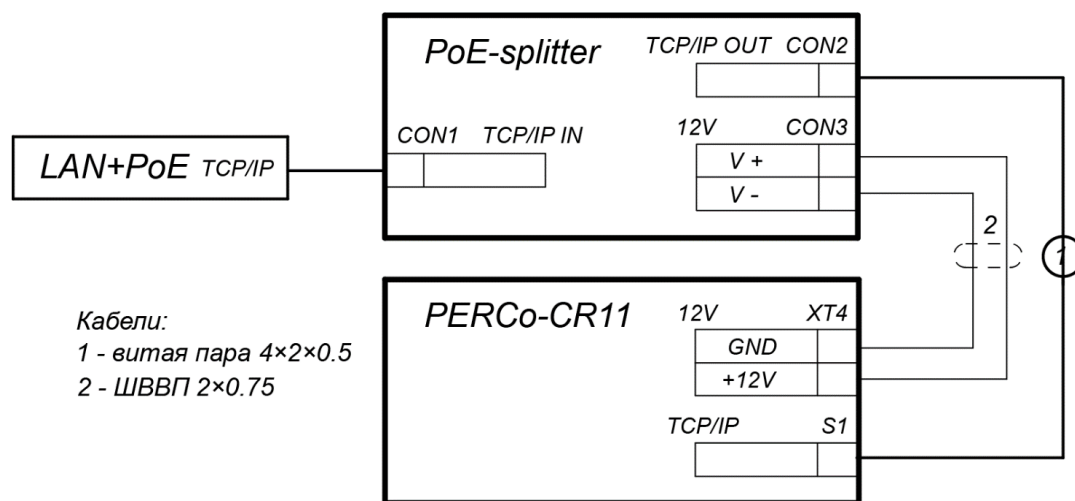 PoE-splitter
TCP/IP OUT CON2
CON1 TCP/IP IN
12V CON3
V +
V -
LAN+PoE TCP/IP
2
1
PERCo-CR11
12V XT4
GND
+12V
TCP/IP S1
Кабели:
1 - витая пара 4×2×0.5
2 - ШВВП 2×0.75